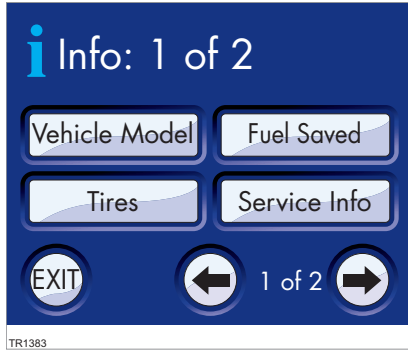 i Info: 1 of 2
Vehicle Model Fuel Saved
Tires Service Info
EXIT 1 of 2
TR1383